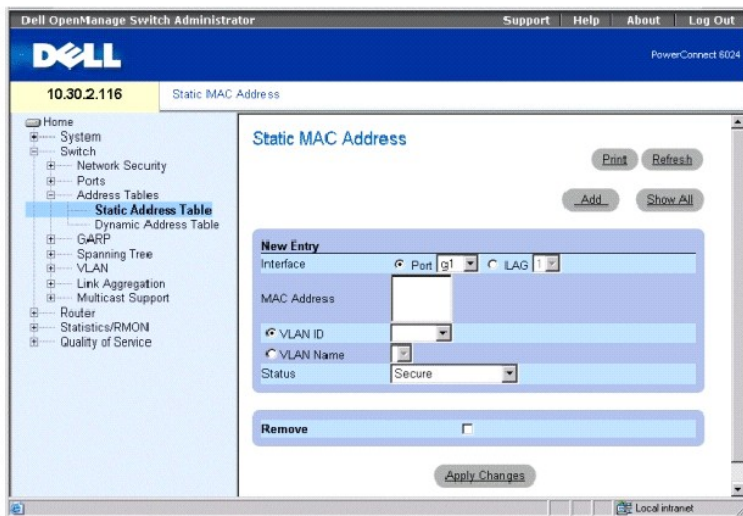 Dell OpenManage Switch Administrator Support Help About Log Out
DELL
PowerConnect 6024
10.30.2.116 Static MAC Address
Home
System
Switch
Network Security
Ports
Address Tables
Static Address Table
Dynamic Address Table
GARP
Spanning Tree
VLAN
Link Aggregation
Multicast Support
Router
Statistics/RMON
Quality of Service
Static MAC Address
Print Refresh
Add Show All
New Entry
Interface Port g1 LAG 1
MAC Address
VLAN ID
VLAN Name
Status Secure
Remove
Apply Changes
Local intranet